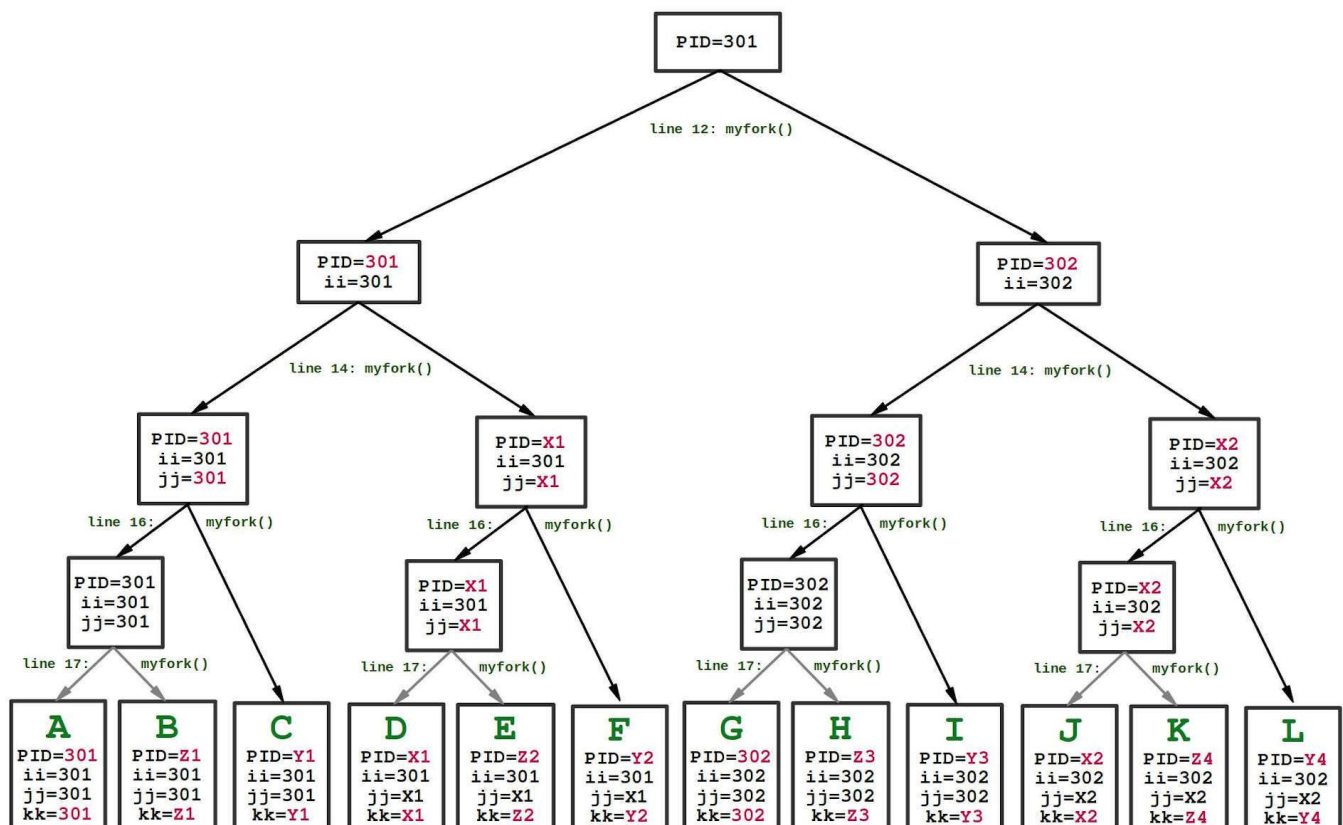 PID=301
line 12: myfork()
PID=301
ii=301
PID=302
ii=302
line 14: myfork()
line 14: myfork()
PID=301
ii=301
jj=301
PID=X1
ii=301
jj=X1
PID=302
ii=302
jj=302
PID=X2
ii=302
jj=X2
line 16: myfork()
line 16: myfork()
line 16: myfork()
line 16: myfork()
PID=301
ii=301
jj=301
PID=X1
ii=301
jj=X1
PID=302
ii=302
jj=302
PID=X2
ii=302
jj=X2
line 17: myfork()
line 17: myfork()
line 17: myfork()
line 17: myfork()
A
PID=301
ii=301
jj=301
kk=301
B
PID=Z1
ii=301
jj=301
kk=Z1
C
PID=Y1
ii=301
jj=301
kk=Y1
D
PID=X1
ii=301
jj=X1
kk=X1
E
PID=Z2
ii=301
jj=X1
kk=Z2
F
PID=Y2
ii=301
jj=X1
kk=Y2
G
PID=302
ii=302
jj=302
kk=302
H
PID=Z3
ii=302
jj=302
kk=Z3
I
PID=Y3
ii=302
jj=302
kk=Y3
J
PID=X2
ii=302
jj=X2
kk=X2
K
PID=Z4
ii=302
jj=X2
kk=Z4
L
PID=Y4
ii=302
jj=X2
kk=Y4